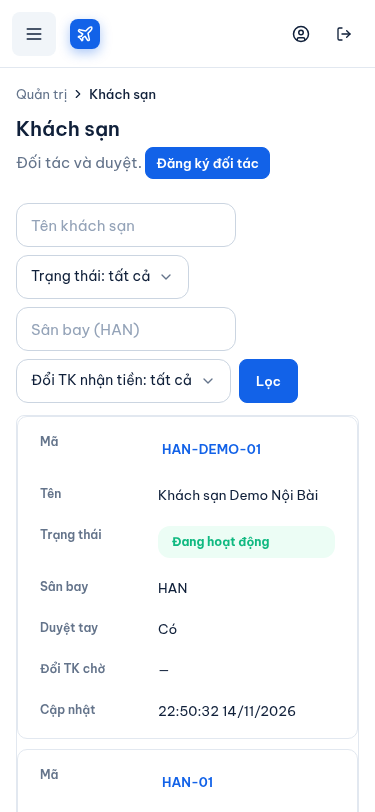 Quản trị > Khách sạn
Khách sạn
Đối tác và duyệt. Đăng ký đối tác
Tên khách sạn
Trạng thái: tất cả
Sân bay (HAN)
Đổi TK nhận tiền: tất cả Lọc
Mã HAN-DEMO-01
Tên Khách sạn Demo Nội Bài
Trạng thái Đang hoạt động
Sân bay HAN
Duyệt tay Có
Đổi TK chờ —
Cập nhật 22:50:32 14/11/2026
Mã HAN-01